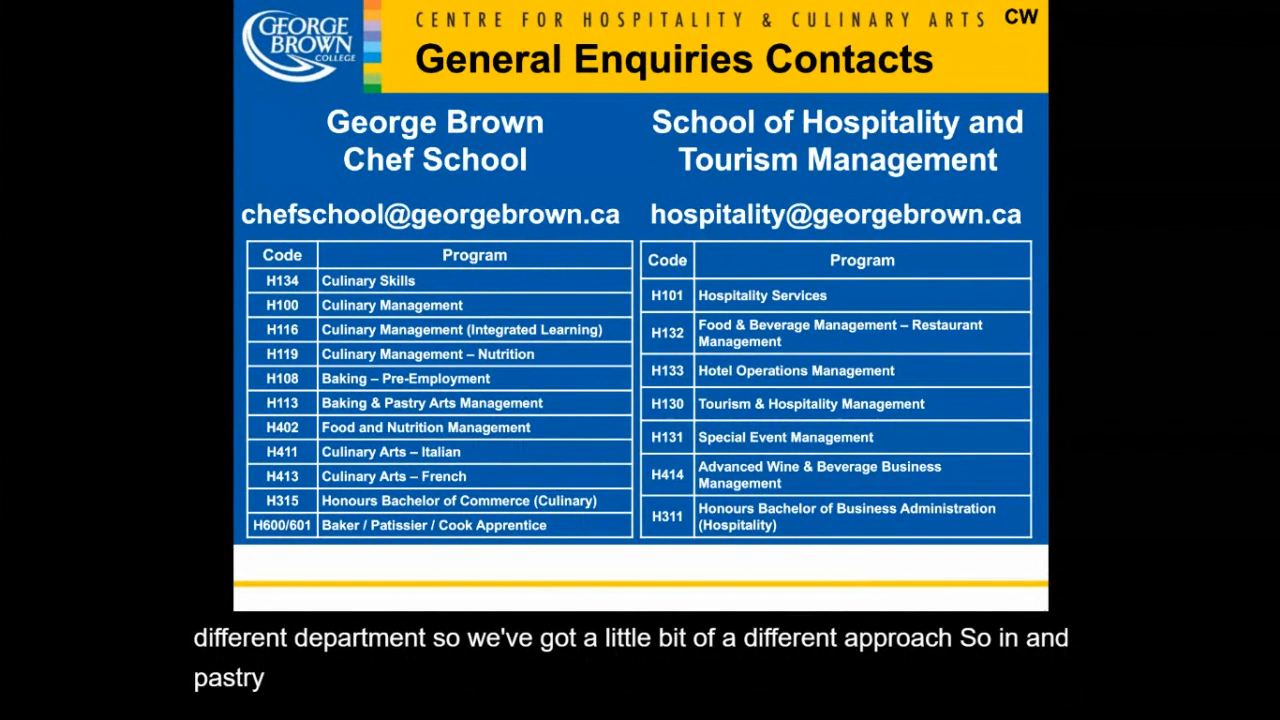 GEORGE
BROWN
COLLEGE
CENTRE FOR HOSPITALITY & CULINARY ARTS
CW
General Enquiries Contacts
George Brown
Chef School
chefschool@georgebrown.ca
Code Program
H134 Culinary Skills
H100 Culinary Management
H116 Culinary Management (Integrated Learning)
H119 Culinary Management – Nutrition
H108 Baking – Pre-Employment
H113 Baking & Pastry Arts Management
H402 Food and Nutrition Management
H411 Culinary Arts – Italian
H413 Culinary Arts – French
H315 Honours Bachelor of Commerce (Culinary)
H600/601 Baker / Patissier / Cook Apprentice
School of Hospitality and
Tourism Management
hospitality@georgebrown.ca
Code Program
H101 Hospitality Services
H132 Food & Beverage Management – Restaurant
Management
H133 Hotel Operations Management
H130 Tourism & Hospitality Management
H131 Special Event Management
H414 Advanced Wine & Beverage Business
Management
H311 Honours Bachelor of Business Administration
(Hospitality)
different department so we've got a little bit of a different approach So in and
pastry